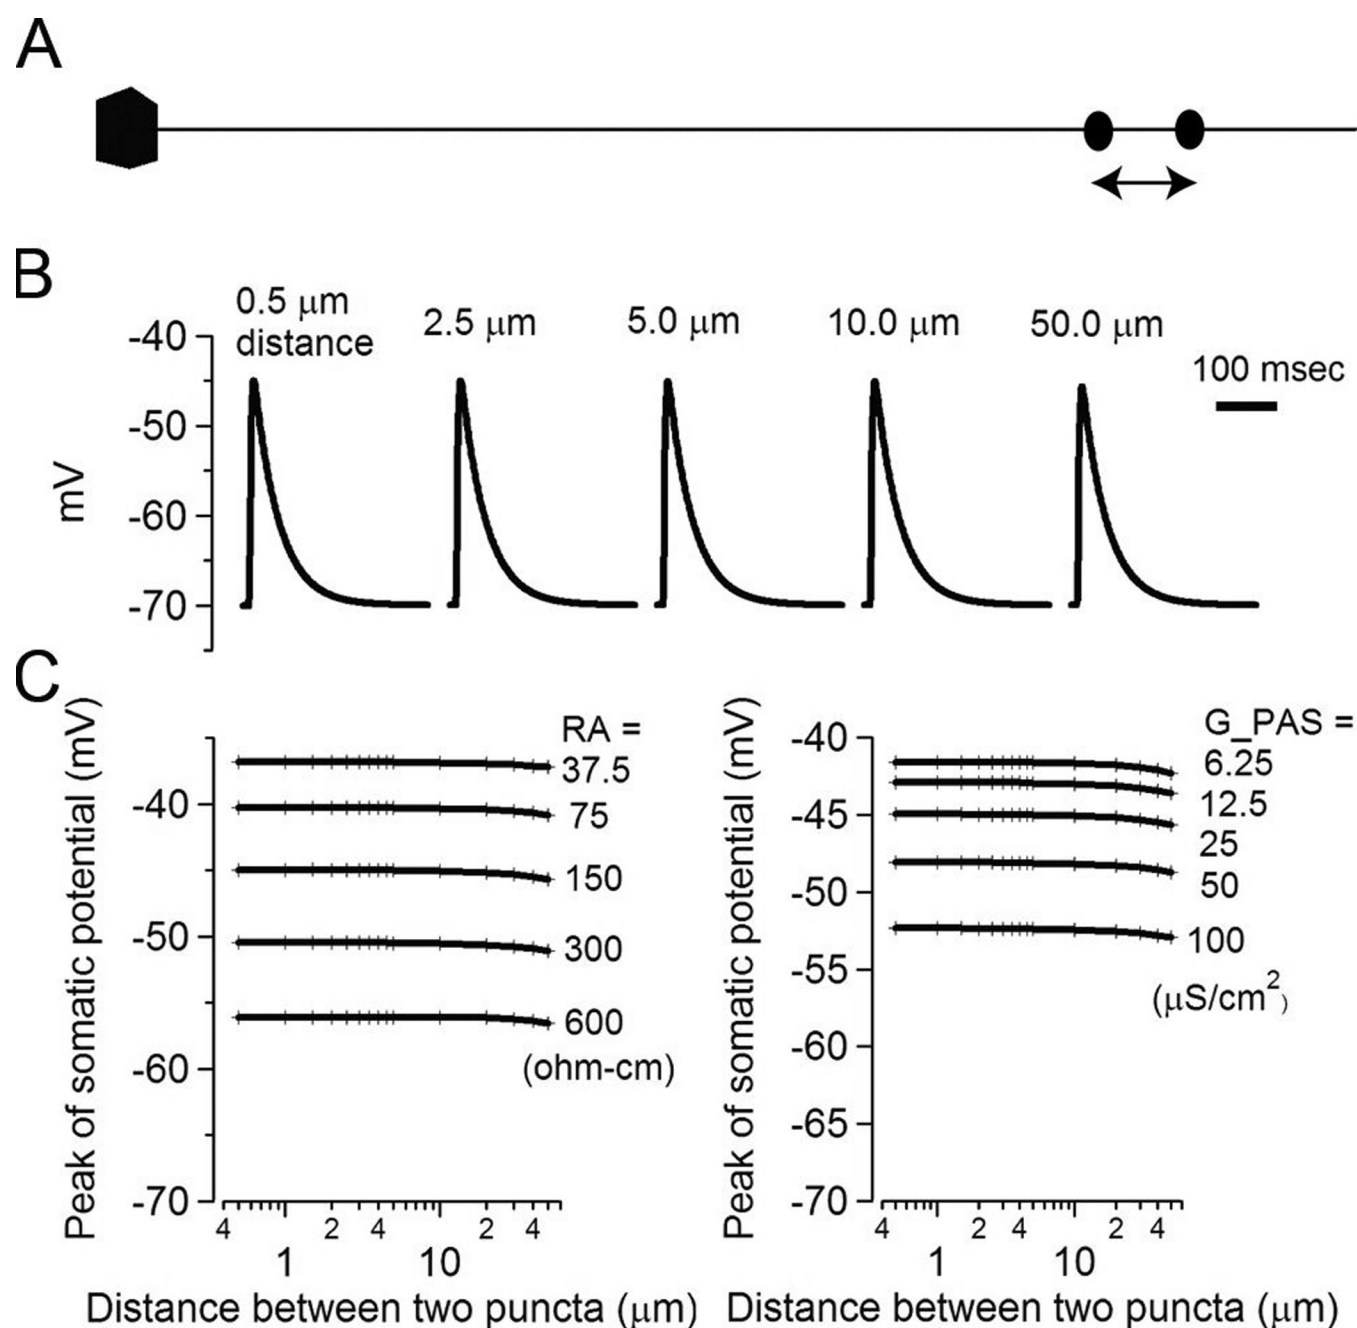 A
B
0.5 μm
distance
2.5 μm
5.0 μm
10.0 μm
50.0 μm
100 msec
mV
-40
-50
-60
-70
C
Peak of somatic potential (mV)
-40
-50
-60
-70
RA =
37.5
75
150
300
600
(ohm-cm)
4 2 4 2 4
1 10
Distance between two puncta (μm)
Peak of somatic potential (mV)
-40
-45
-50
-55
-60
-65
-70
G_PAS =
6.25
12.5
25
50
100
(μS/cm²)
4 2 4 2 4
1 10
Distance between two puncta (μm)